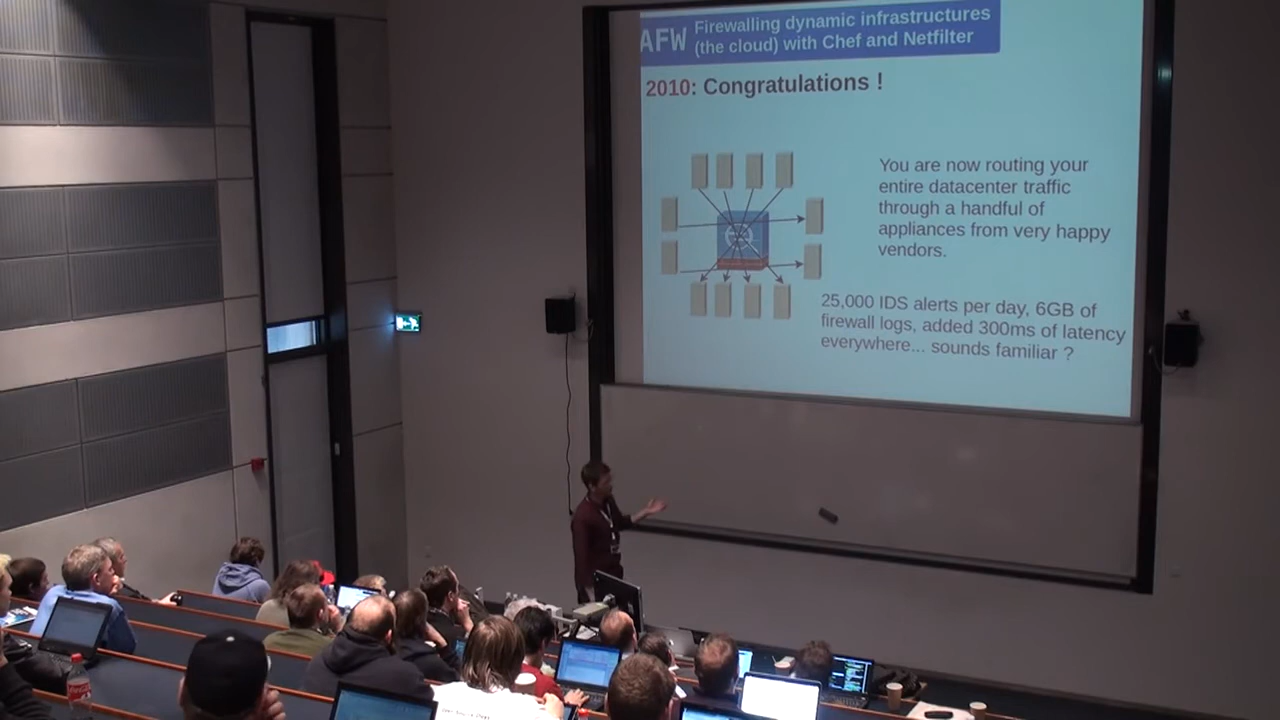 AFW
Firewalling dynamic infrastructures
(the cloud) with Chef and Netfilter
2010: Congratulations !
You are now routing your
entire datacenter traffic
through a handful of
appliances from very happy
vendors.
25,000 IDS alerts per day, 6GB of
firewall logs, added 300ms of latency
everywhere... sounds familiar ?